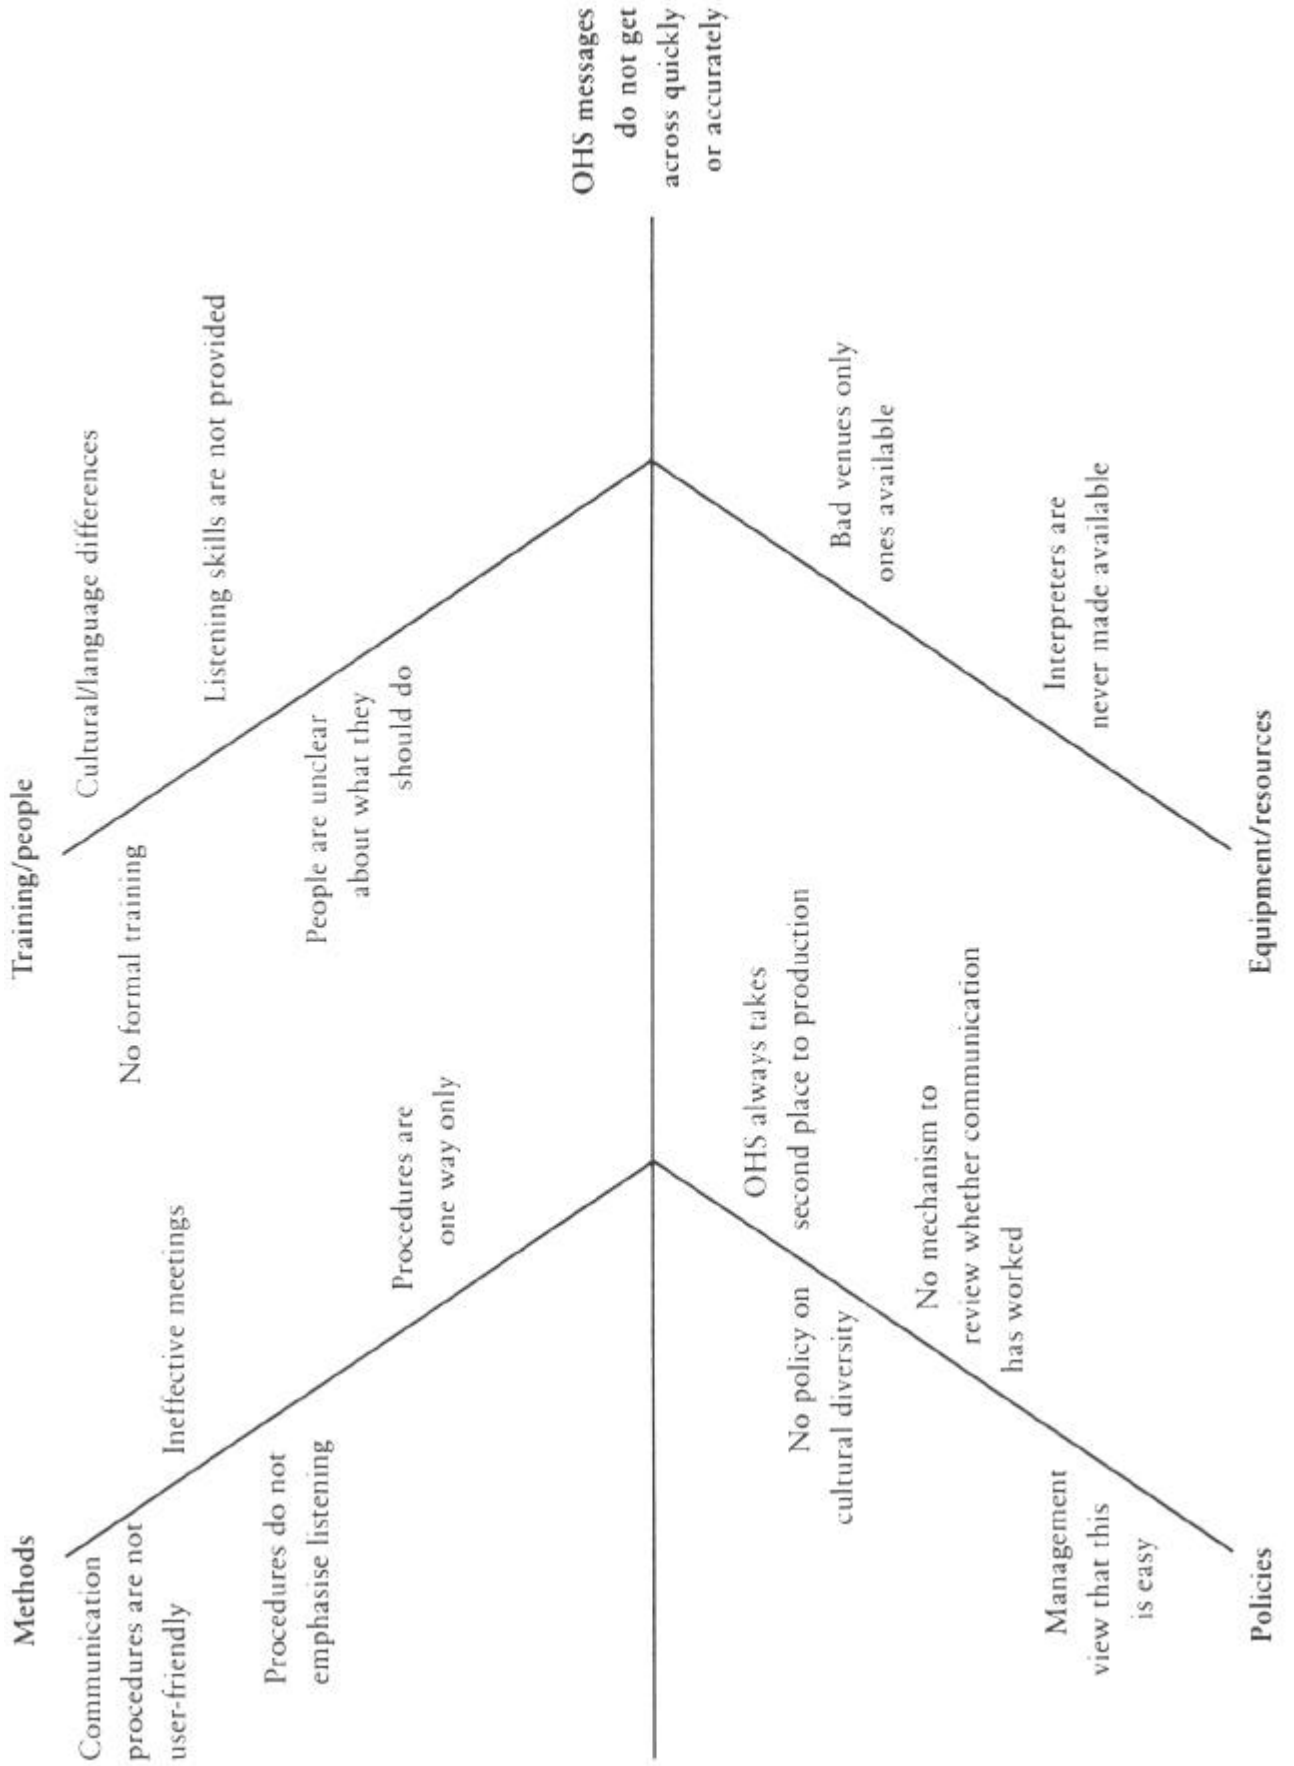 Methods
Communication
procedures are not
user-friendly
Ineffective meetings
Procedures do not
emphasise listening
Procedures are
one way only
Training/people
Cultural/language differences
No formal training
Listening skills are not provided
People are unclear
about what they
should do
OHS messages
do not get
across quickly
or accurately
OHS always takes
second place to production
No policy on
cultural diversity
No mechanism to
review whether communication
has worked
Management
view that this
is easy
Policies
Bad venues only
ones available
Interpreters are
never made available
Equipment/resources